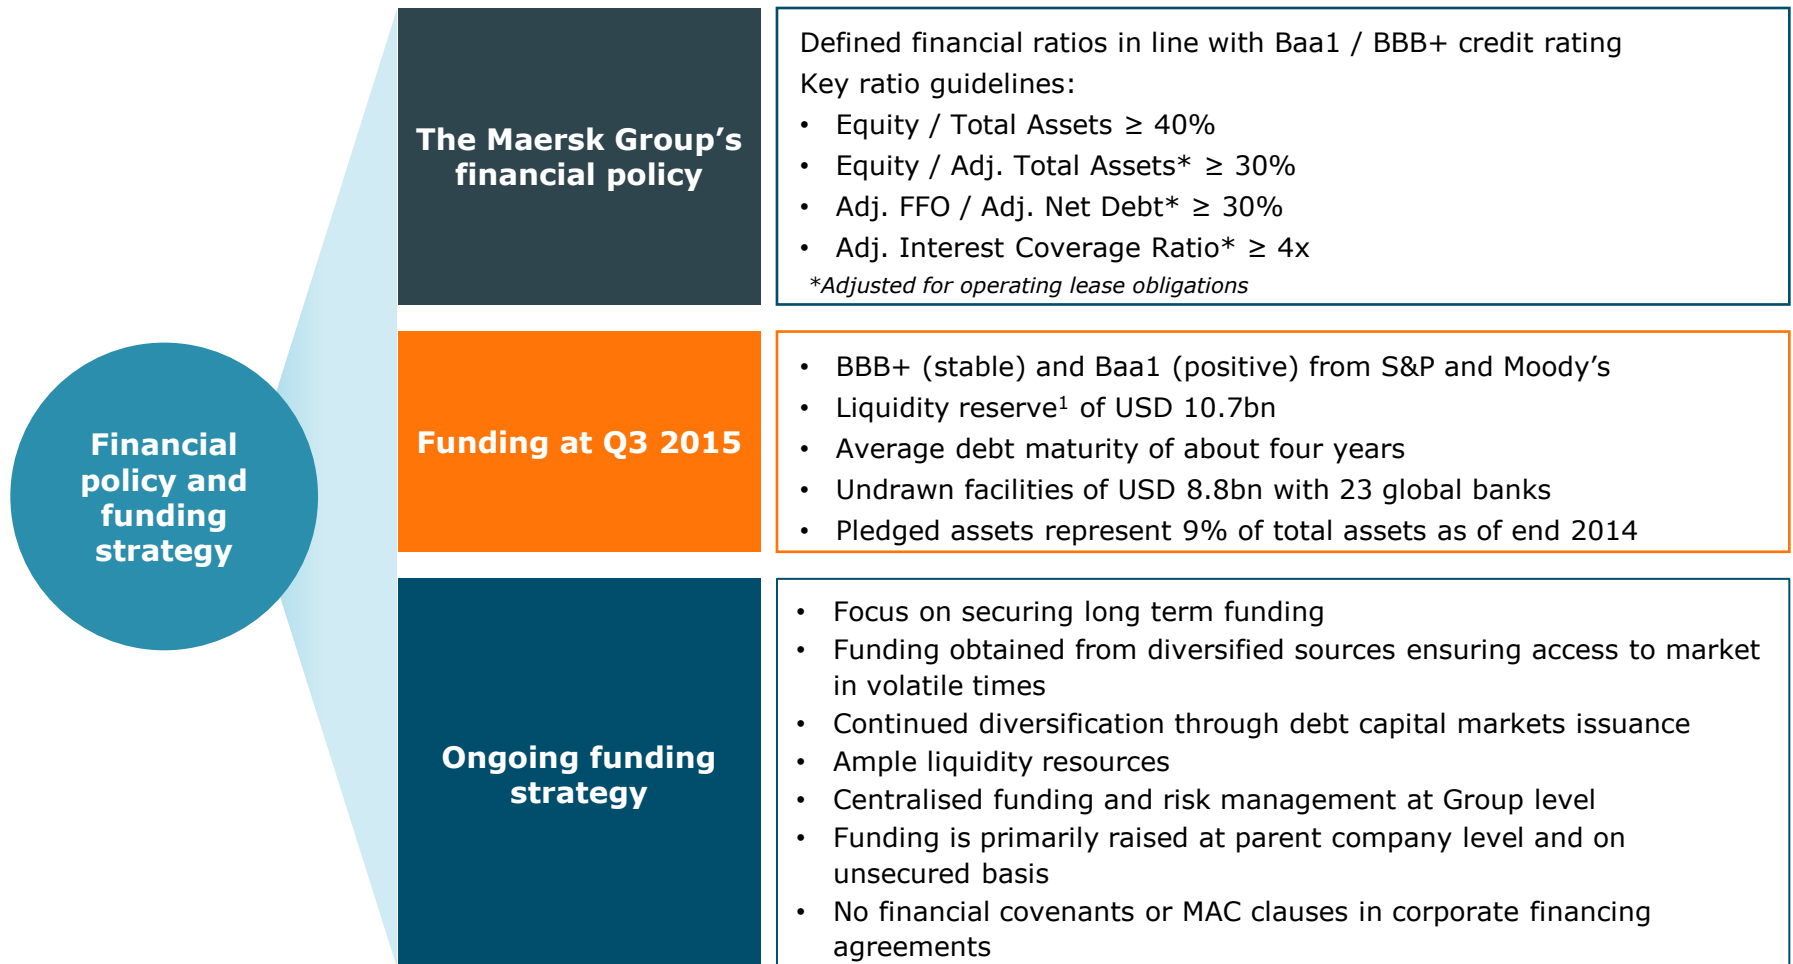 Financial
policy and
funding
strategy
The Maersk Group’s
financial policy
Defined financial ratios in line with Baa1 / BBB+ credit rating
Key ratio guidelines:
• Equity / Total Assets ≥ 40%
• Equity / Adj. Total Assets* ≥ 30%
• Adj. FFO / Adj. Net Debt* ≥ 30%
• Adj. Interest Coverage Ratio* ≥ 4x
*Adjusted for operating lease obligations
Funding at Q3 2015
• BBB+ (stable) and Baa1 (positive) from S&P and Moody’s
• Liquidity reserve¹ of USD 10.7bn
• Average debt maturity of about four years
• Undrawn facilities of USD 8.8bn with 23 global banks
• Pledged assets represent 9% of total assets as of end 2014
Ongoing funding
strategy
• Focus on securing long term funding
• Funding obtained from diversified sources ensuring access to market
in volatile times
• Continued diversification through debt capital markets issuance
• Ample liquidity resources
• Centralised funding and risk management at Group level
• Funding is primarily raised at parent company level and on
unsecured basis
• No financial covenants or MAC clauses in corporate financing
agreements